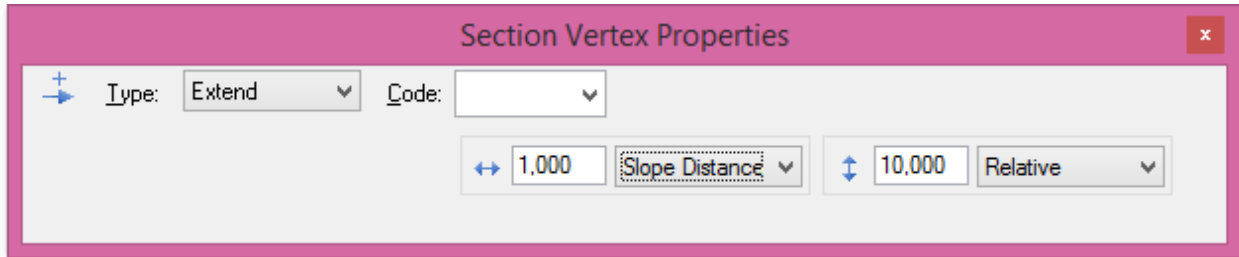 Section Vertex Properties
x
Type: Extend Code:
1,000 Slope Distance 10,000 Relative